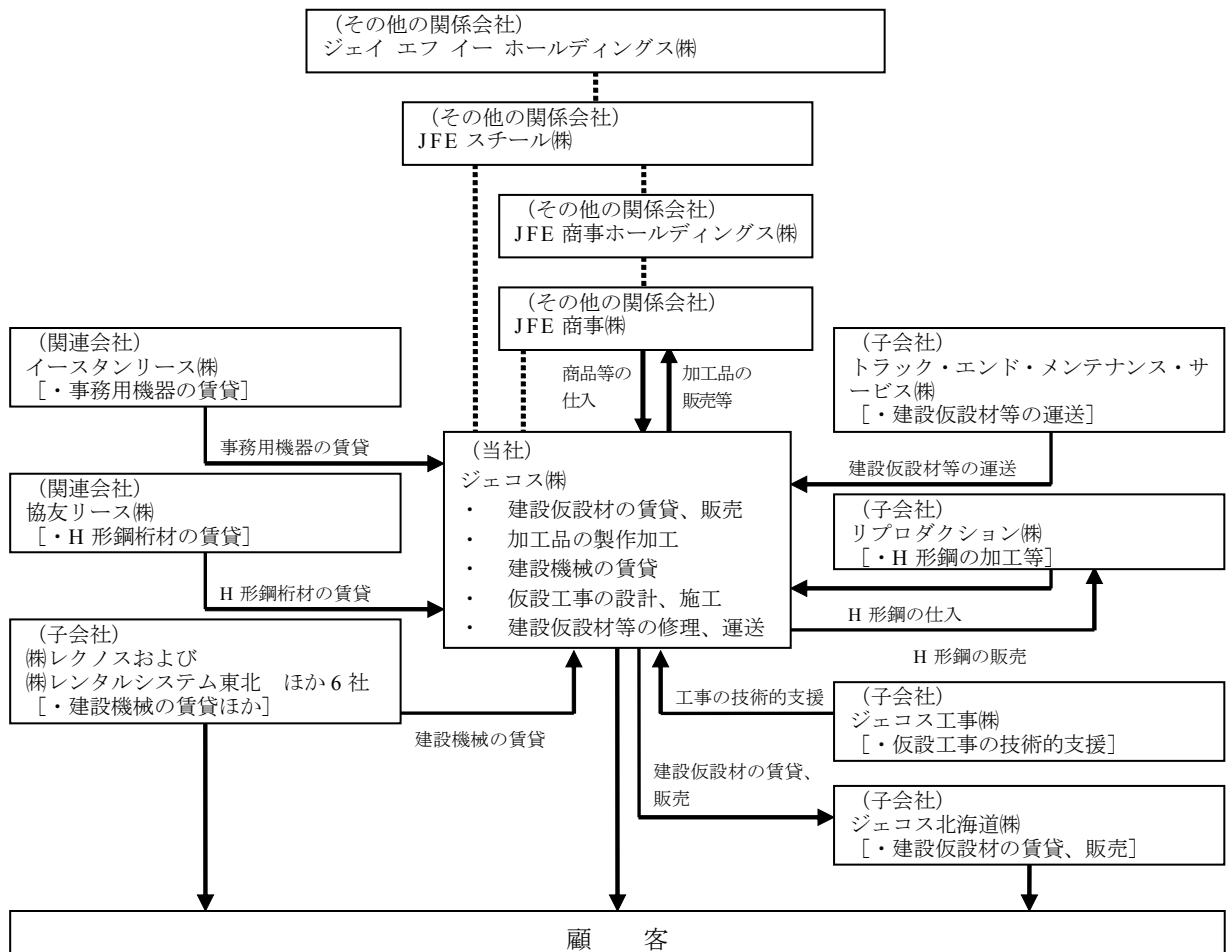 （その他の関係会社）
ジェイ エフ イー ホールディングス㈱
（その他の関係会社）
JFE スチール㈱
（その他の関係会社）
JFE 商事ホールディングス㈱
（その他の関係会社）
JFE 商事㈱
（関連会社）
イースタンリース㈱
［・事務用機器の賃貸］
商品等の
仕入
加工品の
販売等
（子会社）
トラック・エンド・メンテナンス・サ
ービス㈱
［・建設仮設材等の運送］
事務用機器の賃貸
建設仮設材等の運送
（当社）
ジェコス㈱
・　建設仮設材の賃貸、販売
・　加工品の製作加工
・　建設機械の賃貸
・　仮設工事の設計、施工
・　建設仮設材等の修理、運送
（関連会社）
協友リース㈱
［・H 形鋼桁材の賃貸］
（子会社）
リプロダクション㈱
［・H 形鋼の加工等］
H 形鋼桁材の賃貸
H 形鋼の仕入
H 形鋼の販売
（子会社）
㈱レクノスおよび
㈱レンタルシステム東北　ほか 6 社
［・建設機械の賃貸ほか］
建設機械の賃貸
工事の技術的支援
（子会社）
ジェコス工事㈱
［・仮設工事の技術的支援］
建設仮設材の賃貸、
販売
（子会社）
ジェコス北海道㈱
［・建設仮設材の賃貸、販売］
顧　客